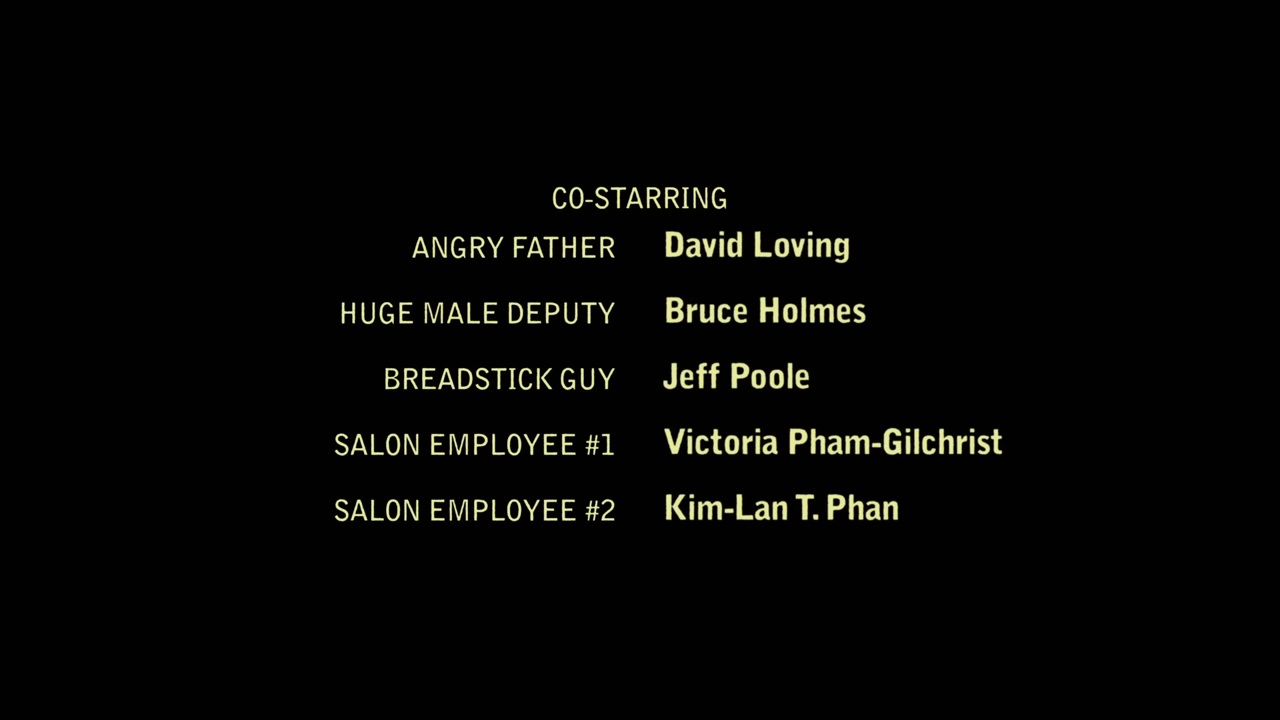 CO-STARRING
ANGRY FATHER David Loving
HUGE MALE DEPUTY Bruce Holmes
BREADSTICK GUY Jeff Poole
SALON EMPLOYEE #1 Victoria Pham-Gilchrist
SALON EMPLOYEE #2 Kim-Lan T. Phan